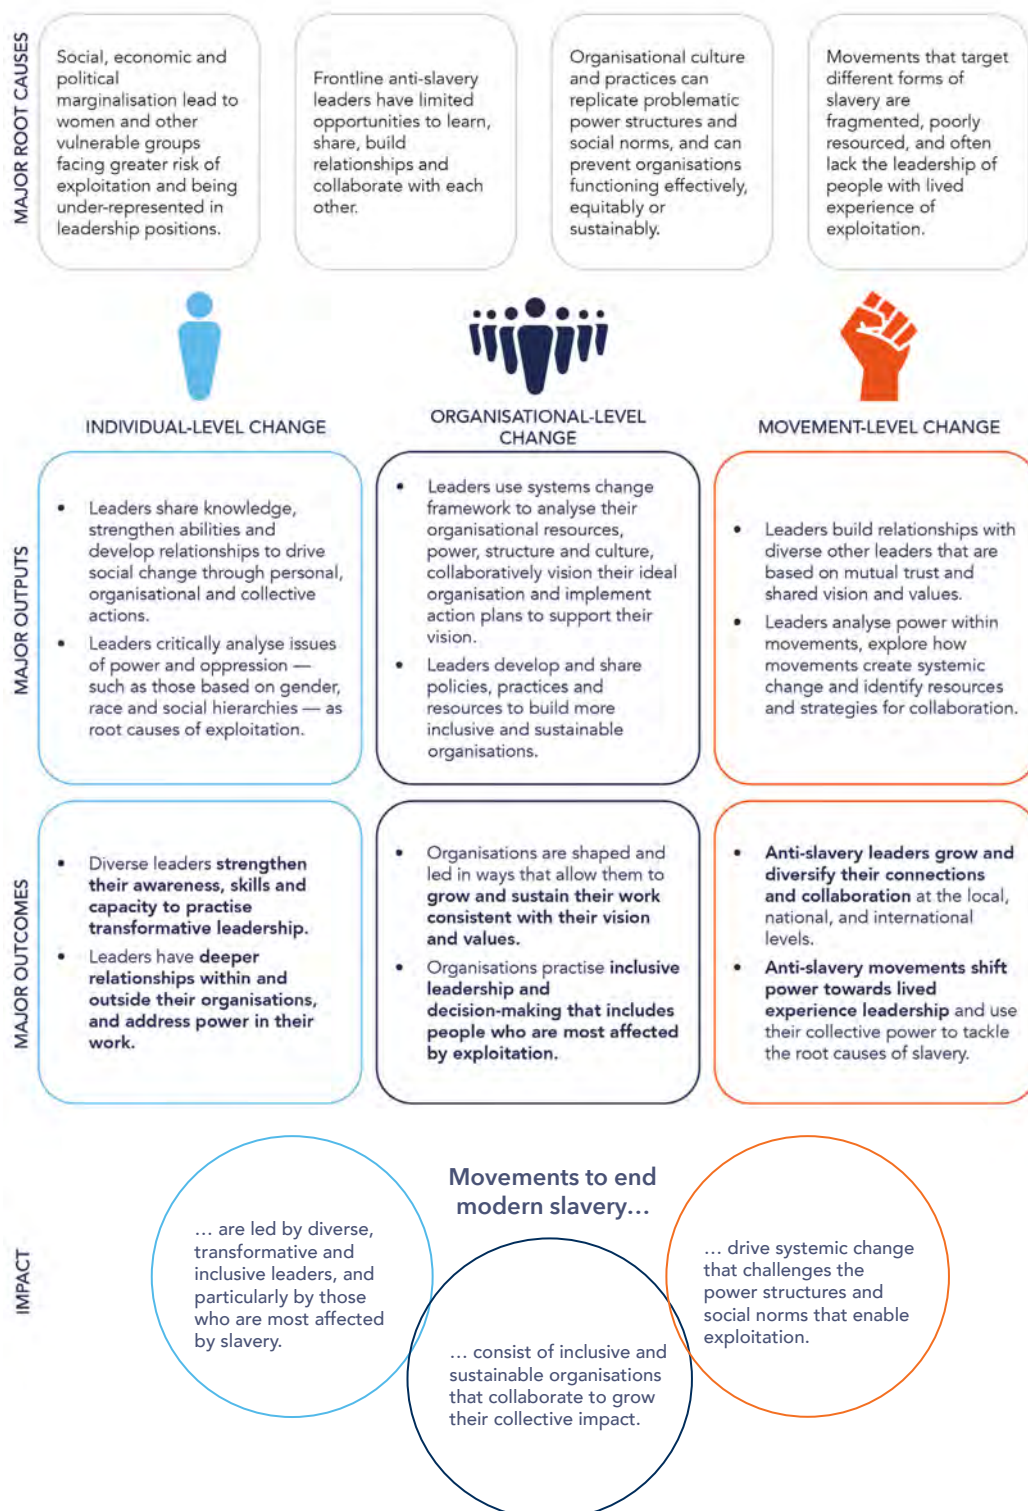 MAJOR ROOT CAUSES
Social, economic and
political
marginalisation lead to
women and other
vulnerable groups
facing greater risk of
exploitation and being
under-represented in
leadership positions.
Frontline anti-slavery
leaders have limited
opportunities to learn,
share, build
relationships and
collaborate with each
other.
Organisational culture
and practices can
replicate problematic
power structures and
social norms, and can
prevent organisations
functioning effectively,
equitably or
sustainably.
Movements that target
different forms of
slavery are
fragmented, poorly
resourced, and often
lack the leadership of
people with lived
experience of
exploitation.
INDIVIDUAL-LEVEL CHANGE
ORGANISATIONAL-LEVEL
CHANGE
MOVEMENT-LEVEL CHANGE
MAJOR OUTPUTS
• Leaders share knowledge,
strengthen abilities and
develop relationships to drive
social change through personal,
organisational and collective
actions.
• Leaders critically analyse issues
of power and oppression —
such as those based on gender,
race and social hierarchies — as
root causes of exploitation.
• Leaders use systems change
framework to analyse their
organisational resources,
power, structure and culture,
collaboratively vision their ideal
organisation and implement
action plans to support their
vision.
• Leaders develop and share
policies, practices and
resources to build more
inclusive and sustainable
organisations.
• Leaders build relationships with
diverse other leaders that are
based on mutual trust and
shared vision and values.
• Leaders analyse power within
movements, explore how
movements create systemic
change and identify resources
and strategies for collaboration.
MAJOR OUTCOMES
• Diverse leaders strengthen
their awareness, skills and
capacity to practise
transformative leadership.
• Leaders have deeper
relationships within and
outside their organisations,
and address power in their
work.
• Organisations are shaped and
led in ways that allow them to
grow and sustain their work
consistent with their vision
and values.
• Organisations practise inclusive
leadership and
decision-making that includes
people who are most affected
by exploitation.
• Anti-slavery leaders grow and
diversify their connections
and collaboration at the local,
national, and international
levels.
• Anti-slavery movements shift
power towards lived
experience leadership and use
their collective power to tackle
the root causes of slavery.
IMPACT
Movements to end
modern slavery...
... are led by diverse,
transformative and
inclusive leaders, and
particularly by those
who are most affected
by slavery.
... consist of inclusive and
sustainable organisations
that collaborate to grow
their collective impact.
... drive systemic change
that challenges the
power structures and
social norms that enable
exploitation.